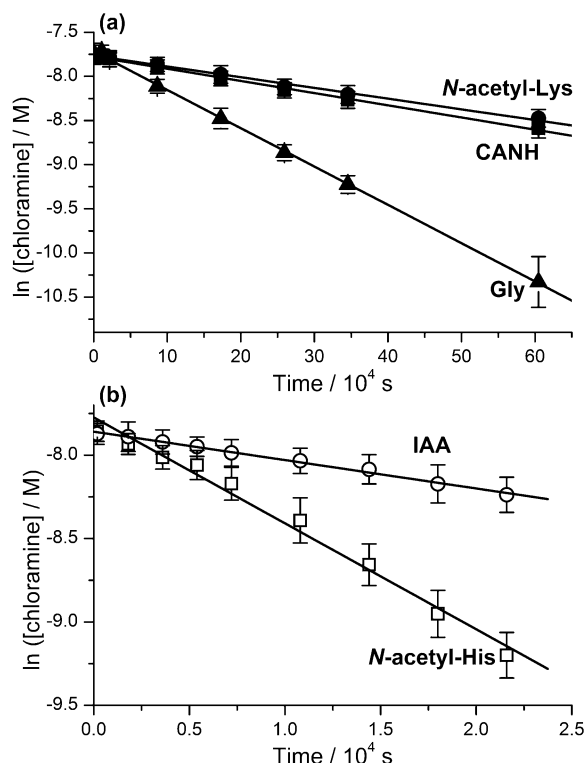 (a)
-7.5
-8.0
-8.5
-9.0
-9.5
-10.0
-10.5
ln ([chloramine] / M)
N-acetyl-Lys
CANH
Gly
0 10 20 30 40 50 60
Time / 10⁴ s
(b)
-8.0
-8.5
-9.0
-9.5
ln ([chloramine] / M)
IAA
N-acetyl-His
0.0 0.5 1.0 1.5 2.0 2.5
Time / 10⁴ s